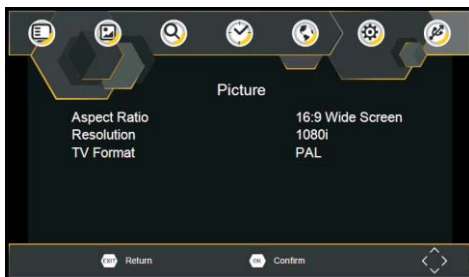 Picture
Aspect Ratio 16:9 Wide Screen
Resolution 1080i
TV Format PAL
EXIT Return OK Confirm